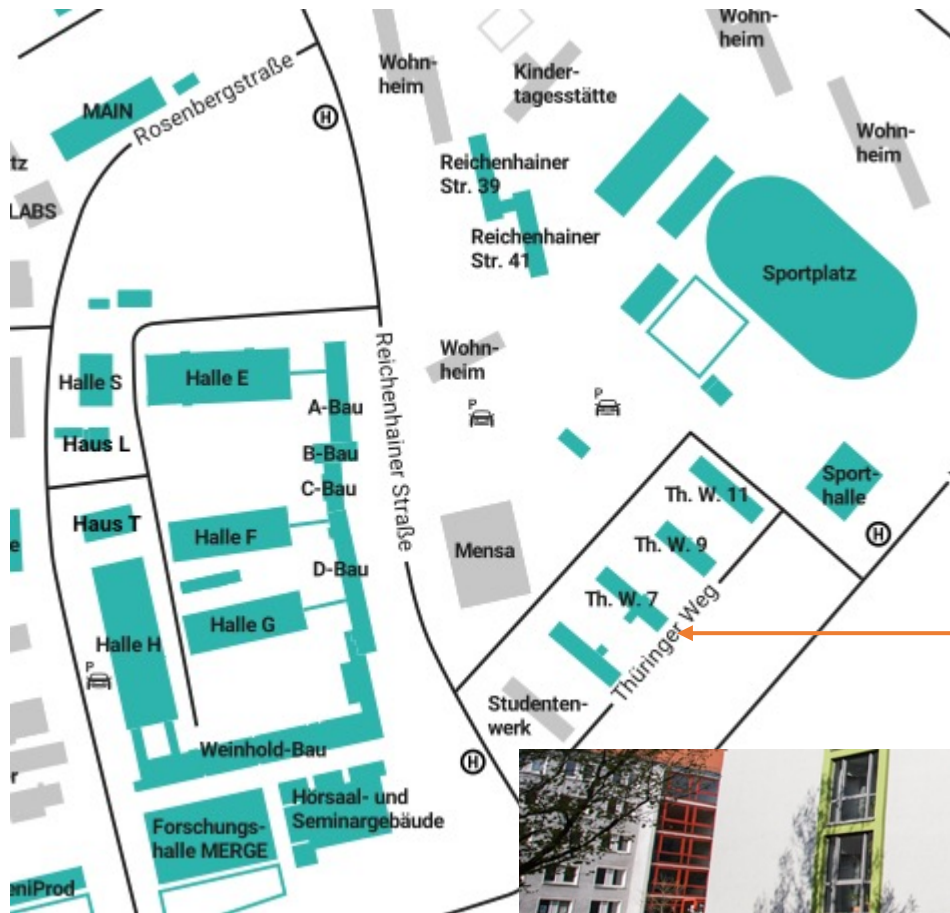 Wohn-
heim
Wohn-
heim
Kinder-
tagesstätte
MAIN
Rosenbergstraße
H
Wohn-
heim
tz
Reichenhainer
Str. 39
LABS
Reichenhainer
Str. 41
Sportplatz
Reichenhainer Straße
Wohn-
heim
Halle S
Halle E
A-Bau
P
P
Haus L
B-Bau
C-Bau
Sport-
halle
Th. W. 11
Haus T
Halle F
H
e
Mensa
Th. W. 9
D-Bau
Th. W. 7
Halle G
Halle H
Thüringer Weg
P
Studenten-
werk
Weinhold-Bau
H
r
Hörsaal- und
Seminargebäude
Forschungs-
halle MERGE
eniProd